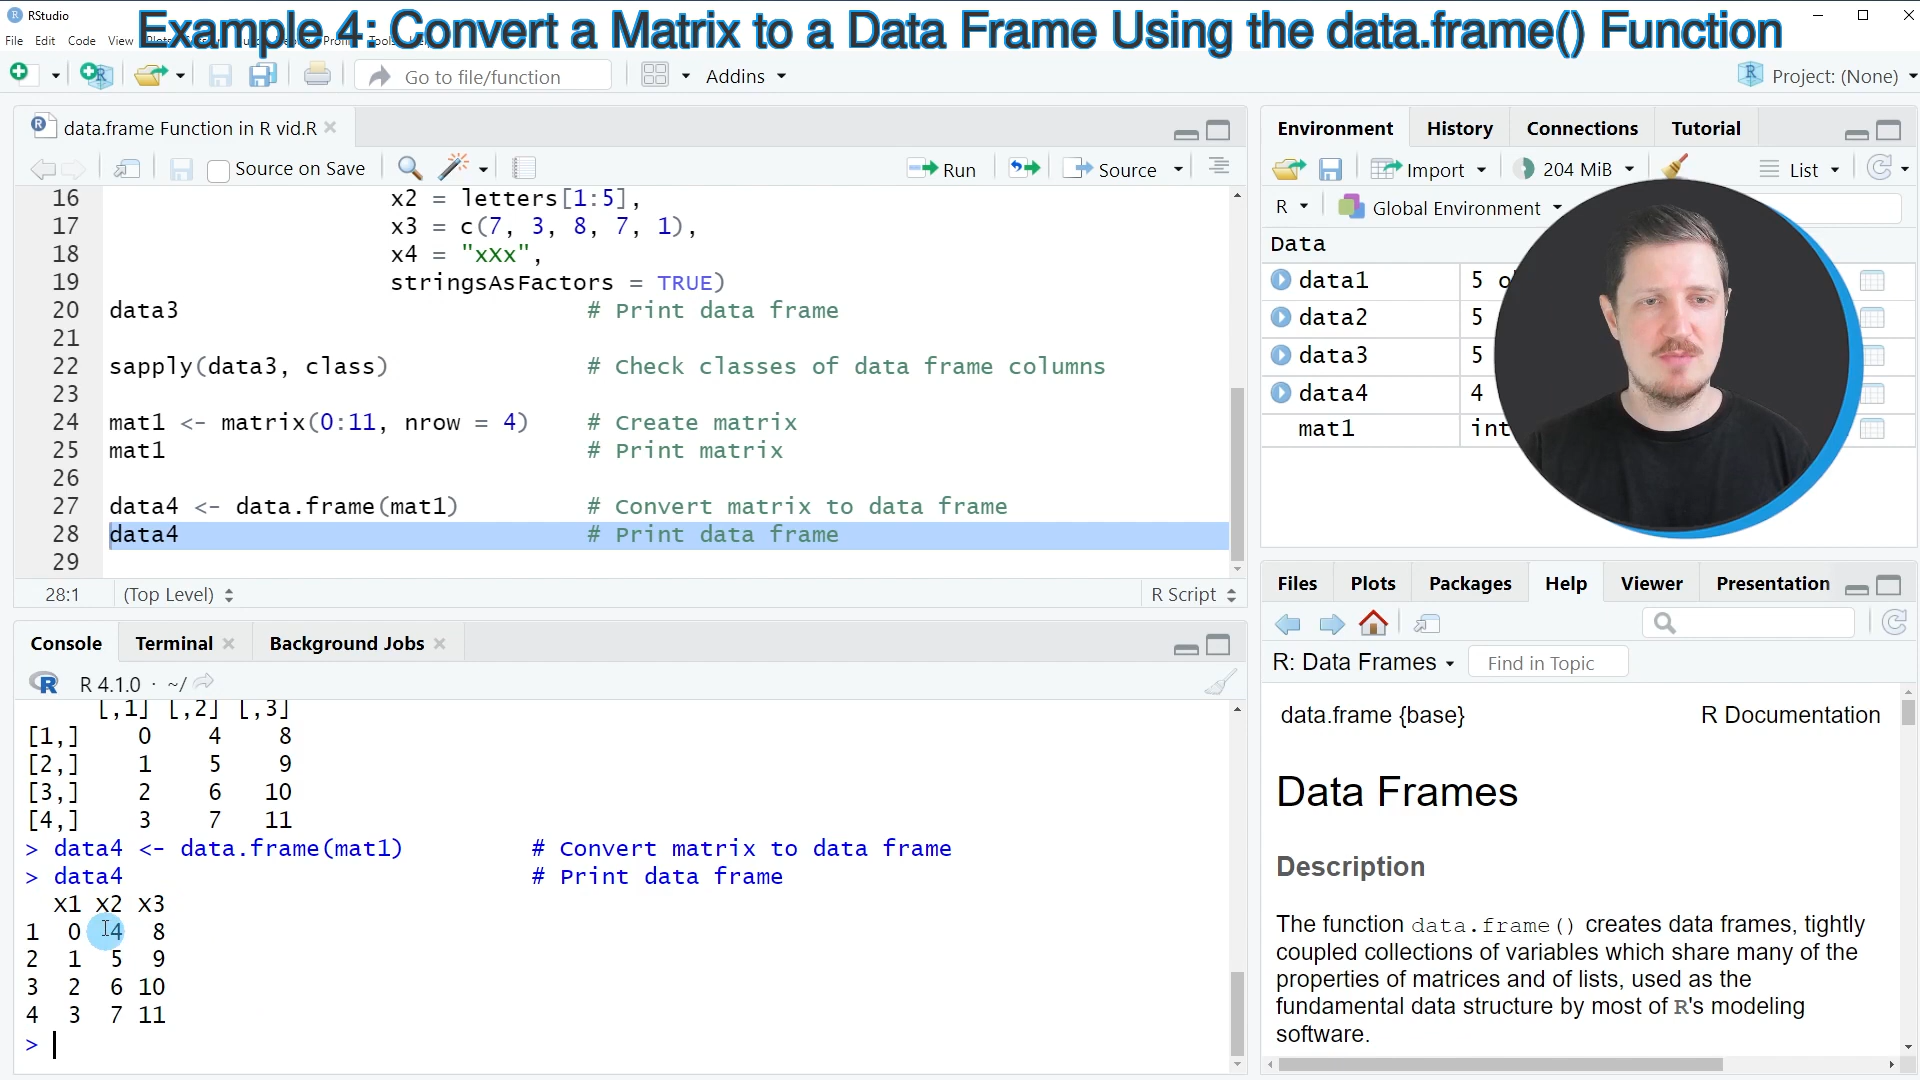 RStudio
Example 4: Convert a Matrix to a Data Frame Using the data.frame() Function
File Edit Code View
Go to file/function
Addins
Project: (None)
data.frame Function in R vid.R
Source on Save
Run
Source
16 x2 = letters[1:5],
17 x3 = c(7, 3, 8, 7, 1),
18 x4 = "xXx",
19 stringsAsFactors = TRUE)
20 data3 # Print data frame
21
22 sapply(data3, class) # Check classes of data frame columns
23
24 mat1 <- matrix(0:11, nrow = 4) # Create matrix
25 mat1 # Print matrix
26
27 data4 <- data.frame(mat1) # Convert matrix to data frame
28 data4 # Print data frame
29
28:1 (Top Level) R Script
Console Terminal Background Jobs
R 4.1.0 · ~/
[,1] [,2] [,3]
[1,] 0 4 8
[2,] 1 5 9
[3,] 2 6 10
[4,] 3 7 11
> data4 <- data.frame(mat1) # Convert matrix to data frame
> data4 # Print data frame
X1 X2 X3
1 0 4 8
2 1 5 9
3 2 6 10
4 3 7 11
>
Environment History Connections Tutorial
Import 204 MiB List
R Global Environment
Data
data1 5 o
data2 5
data3 5
data4 4
mat1 int
Files Plots Packages Help Viewer Presentation
R: Data Frames Find in Topic
data.frame {base} R Documentation
Data Frames
Description
The function data.frame() creates data frames, tightly
coupled collections of variables which share many of the
properties of matrices and of lists, used as the
fundamental data structure by most of R's modeling
software.